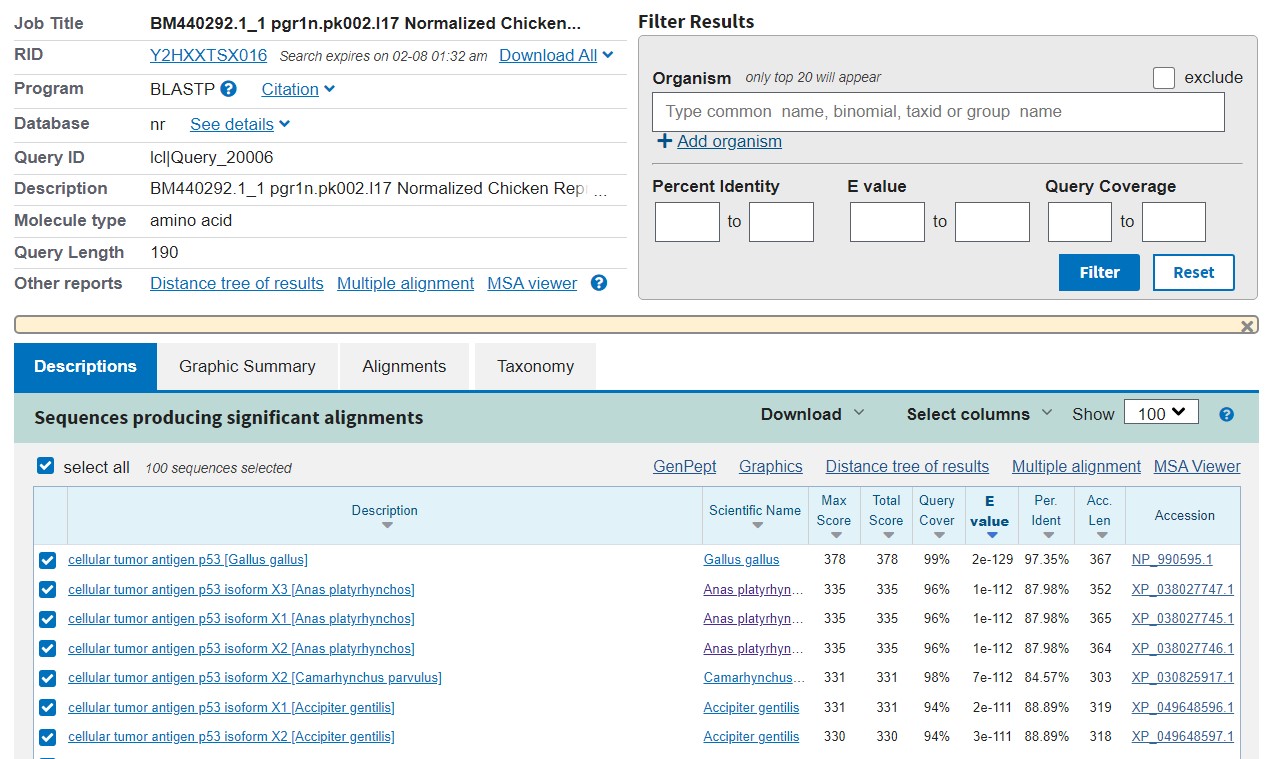 Job Title BM440292.1_1 pgr1n.pk002.l17 Normalized Chicken...
RID Y2HXXTSX016 Search expires on 02-08 01:32 am Download All
Program BLASTP ? Citation
Database nr See details
Query ID lcl|Query_20006
Description BM440292.1_1 pgr1n.pk002.l17 Normalized Chicken Repr ...
Molecule type amino acid
Query Length 190
Other reports Distance tree of results Multiple alignment MSA viewer ?
Filter Results
Organism only top 20 will appear exclude
Type common name, binomial, taxid or group name
+ Add organism
Percent Identity E value Query Coverage
to to to
Filter Reset
Descriptions Graphic Summary Alignments Taxonomy
Sequences producing significant alignments Download Select columns Show 100 ?
select all 100 sequences selected GenPept Graphics Distance tree of results Multiple alignment MSA Viewer
Description Scientific Name Max Score Total Score Query Cover E value Per. Ident Acc. Len Accession
cellular tumor antigen p53 [Gallus gallus] Gallus gallus 378 378 99% 2e-129 97.35% 367 NP_990595.1
cellular tumor antigen p53 isoform X3 [Anas platyrhynchos] Anas platyrhyn... 335 335 96% 1e-112 87.98% 352 XP_038027747.1
cellular tumor antigen p53 isoform X1 [Anas platyrhynchos] Anas platyrhyn... 335 335 96% 1e-112 87.98% 365 XP_038027745.1
cellular tumor antigen p53 isoform X2 [Anas platyrhynchos] Anas platyrhyn... 335 335 96% 1e-112 87.98% 364 XP_038027746.1
cellular tumor antigen p53 isoform X2 [Camarhynchus parvulus] Camarhynchus... 331 331 98% 7e-112 84.57% 303 XP_030825917.1
cellular tumor antigen p53 isoform X1 [Accipiter gentilis] Accipiter gentilis 331 331 94% 2e-111 88.89% 319 XP_049648596.1
cellular tumor antigen p53 isoform X2 [Accipiter gentilis] Accipiter gentilis 330 330 94% 3e-111 88.89% 318 XP_049648597.1